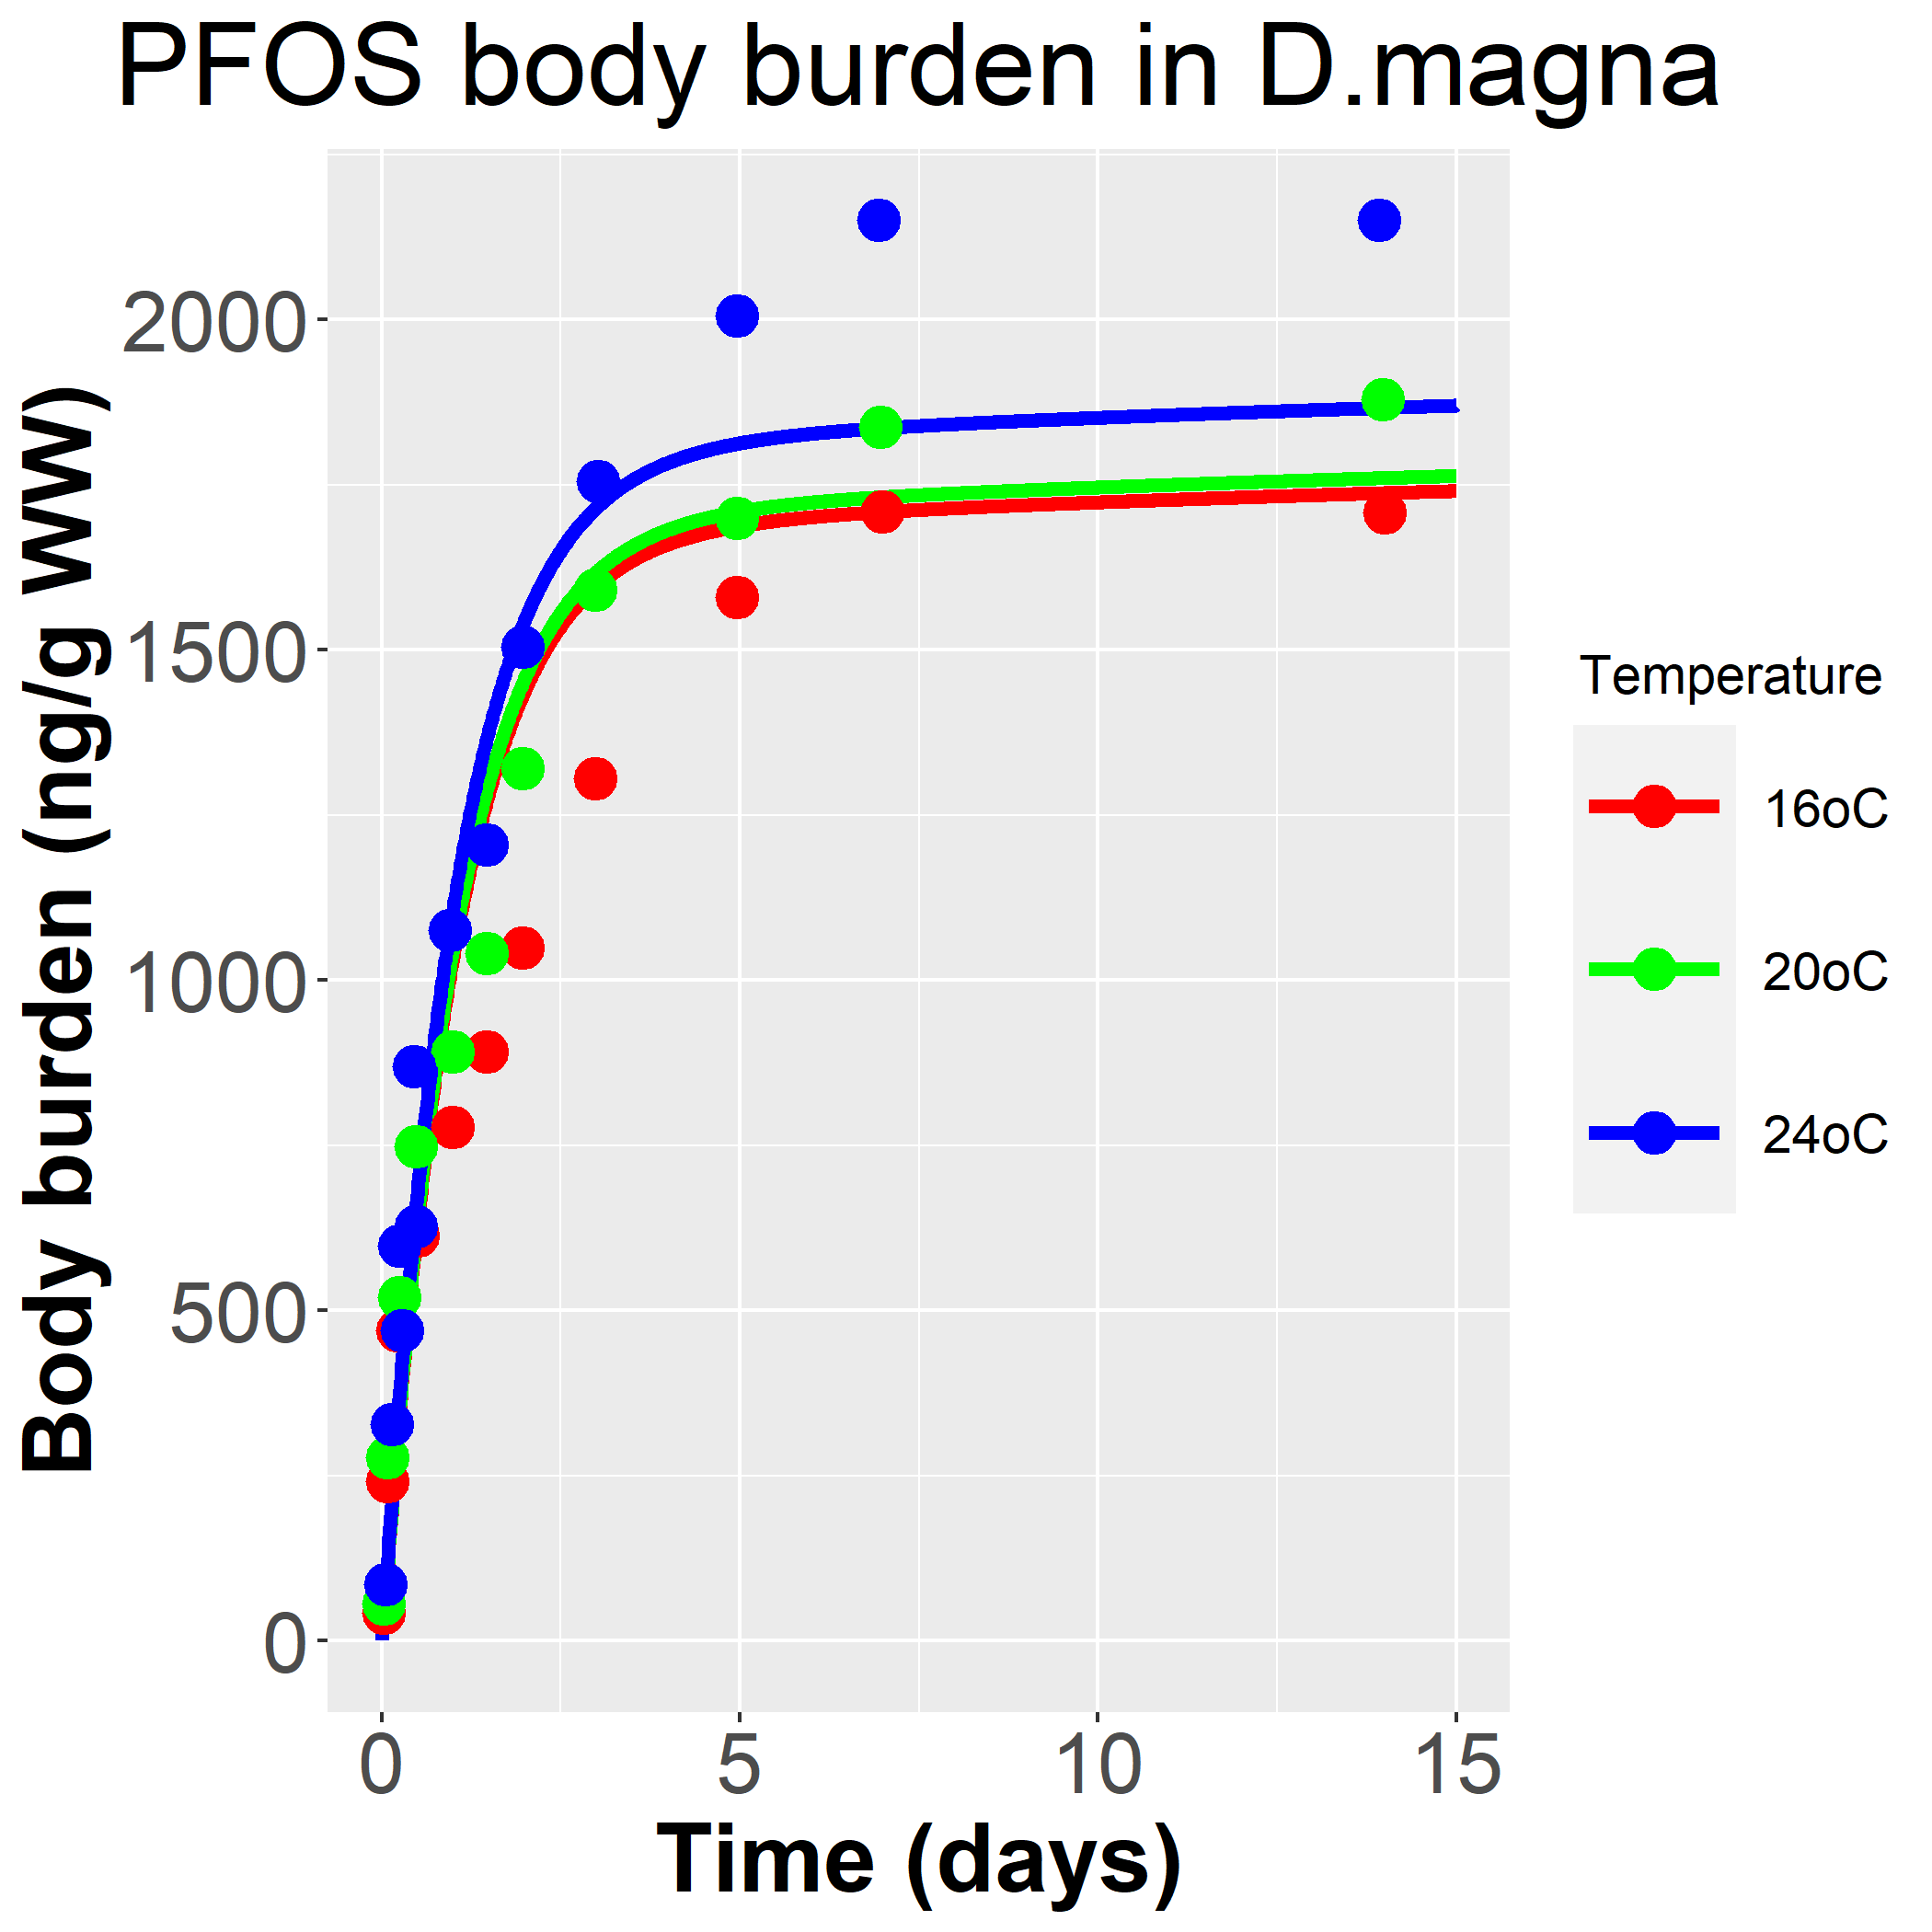 PFOS body burden in D.magna
Body burden (ng/g WW)
2000
1500
1000
500
0
0 5 10 15
Time (days)
Temperature
16oC
20oC
24oC